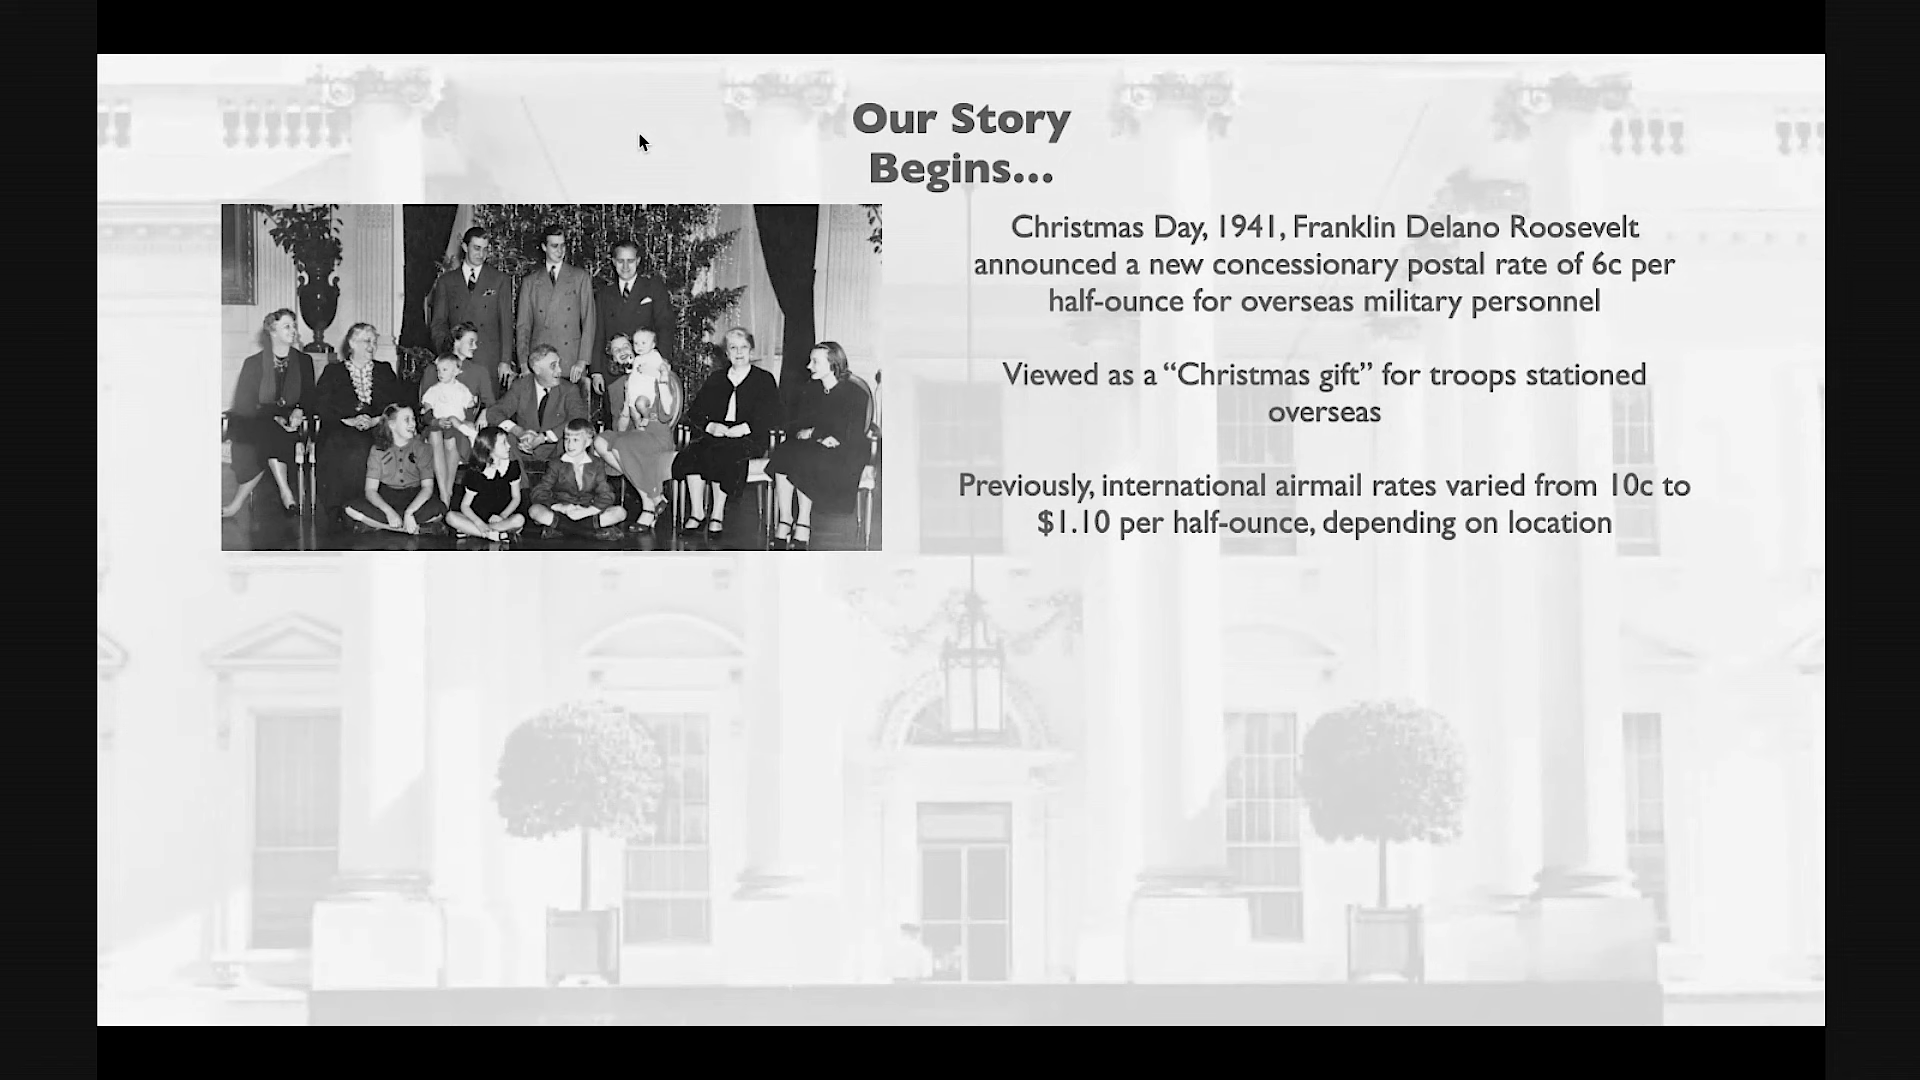 Our Story
Begins...
Christmas Day, 1941, Franklin Delano Roosevelt
announced a new concessionary postal rate of 6c per
half-ounce for overseas military personnel
Viewed as a “Christmas gift” for troops stationed
overseas
Previously, international airmail rates varied from 10c to
$1.10 per half-ounce, depending on location